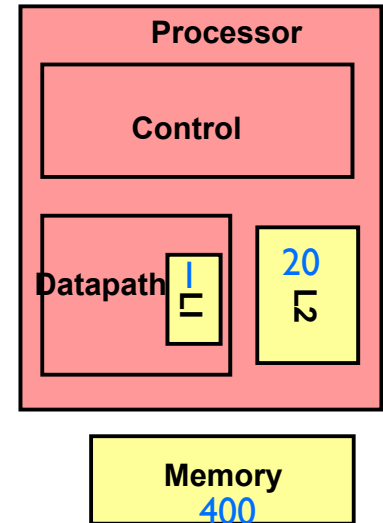 Processor
Control
Datapath
1
L1
20
L2
Memory
400